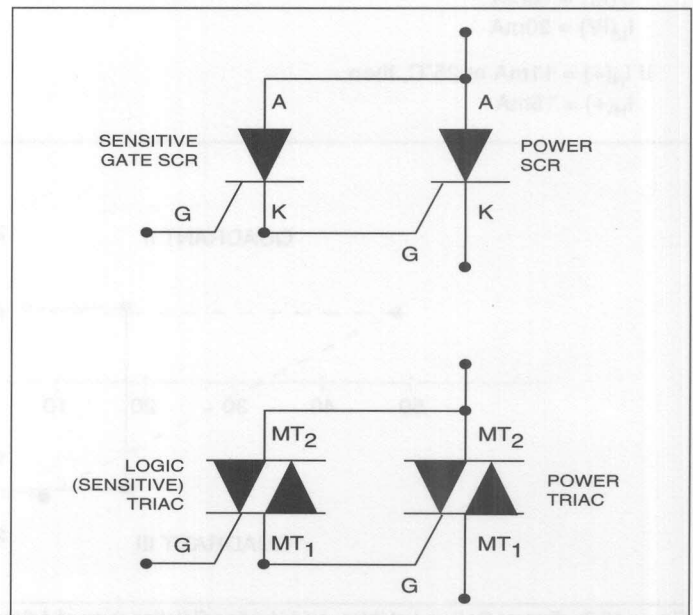 A
A
SENSITIVE
GATE SCR
POWER
SCR
G
K
K
G
MT2
MT2
LOGIC
(SENSITIVE)
TRIAC
POWER
TRIAC
G
MT1
MT1
G